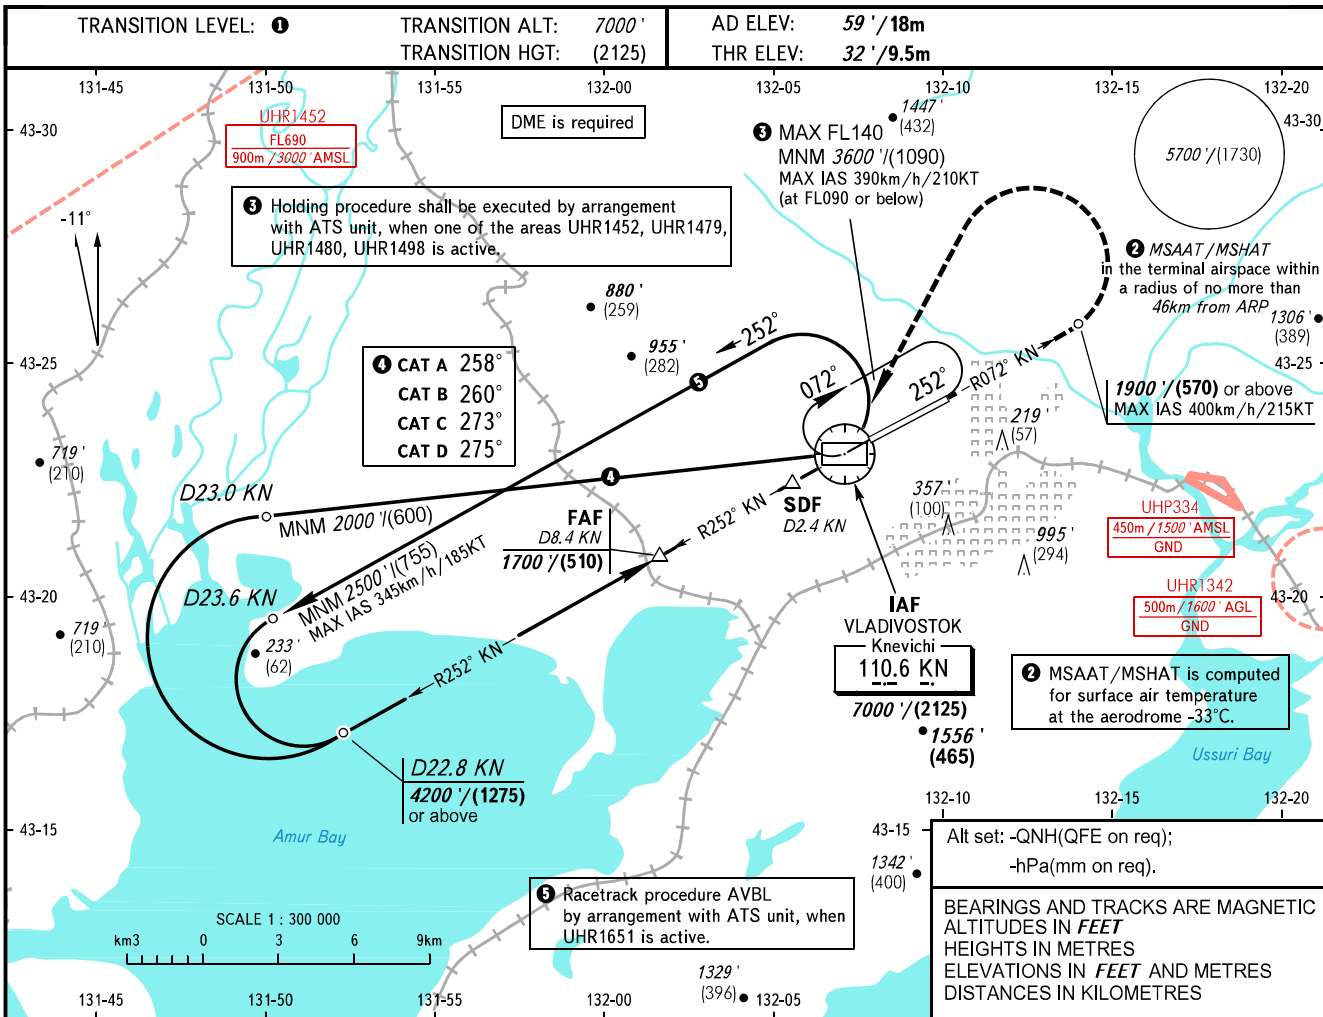 TRANSITION LEVEL: ❶
TRANSITION ALT: 7000 '
TRANSITION HGT: (2125)
AD ELEV: 59 '/18m
THR ELEV: 32 '/9.5m
131-45
131-50
131-55
132-00
132-05
132-10
132-15
132-20
43-30
43-30
UHR1452
FL690
900m / 3000 'AMSL
DME is required
❸ MAX FL140
MNM 3600 '/(1090)
MAX IAS 390km/h/210KT
(at FL090 or below)
1447 '
(432)
5700 '/(1730)
❸ Holding procedure shall be executed by arrangement
with ATS unit, when one of the areas UHR1452, UHR1479,
UHR1480, UHR1498 is active.
-11°
❷ MSAAT/MSHAT
in the terminal airspace within
a radius of no more than
46km from ARP
1306 '
(389)
880 '
(259)
955 '
(282)
252°
❺
43-25
43-25
❹ CAT A 258°
CAT B 260°
CAT C 273°
CAT D 275°
072°
252°
R072° KN
1900 '/(570) or above
MAX IAS 400km/h/215KT
219 '
(57)
719 '
(210)
D23.0 KN
MNM 2000 '/(600)
❹
R252° KN
SDF
D2.4 KN
FAF
D8.4 KN
1700 '/(510)
357 '
(100)
995 '
(294)
UHP334
450m / 1500 'AMSL
GND
UHR1342
500m / 1600 'AGL
GND
43-20
43-20
D23.6 KN
MNM 2500 '/(755)
MAX IAS 345km/h/185KT
719 '
(210)
233 '
(62)
R252° KN
IAF
VLADIVOSTOK
Knevichi
110.6 KN
7000 '/(2125)
1556 '
(465)
❷ MSAAT/MSHAT is computed
for surface air temperature
at the aerodrome -33°C.
Ussuri Bay
D22.8 KN
4200 '/(1275)
or above
132-10
132-15
132-20
43-15
43-15
Amur Bay
1342 '
(400)
Alt set: -QNH(QFE on req);
-hPa(mm on req).
❺ Racetrack procedure AVBL
by arrangement with ATS unit, when
UHR1651 is active.
SCALE 1 : 300 000
km3 0 3 6 9km
BEARINGS AND TRACKS ARE MAGNETIC
ALTITUDES IN FEET
HEIGHTS IN METRES
ELEVATIONS IN FEET AND METRES
DISTANCES IN KILOMETRES
1329 '
(396)
131-45
131-50
131-55
132-00
132-05